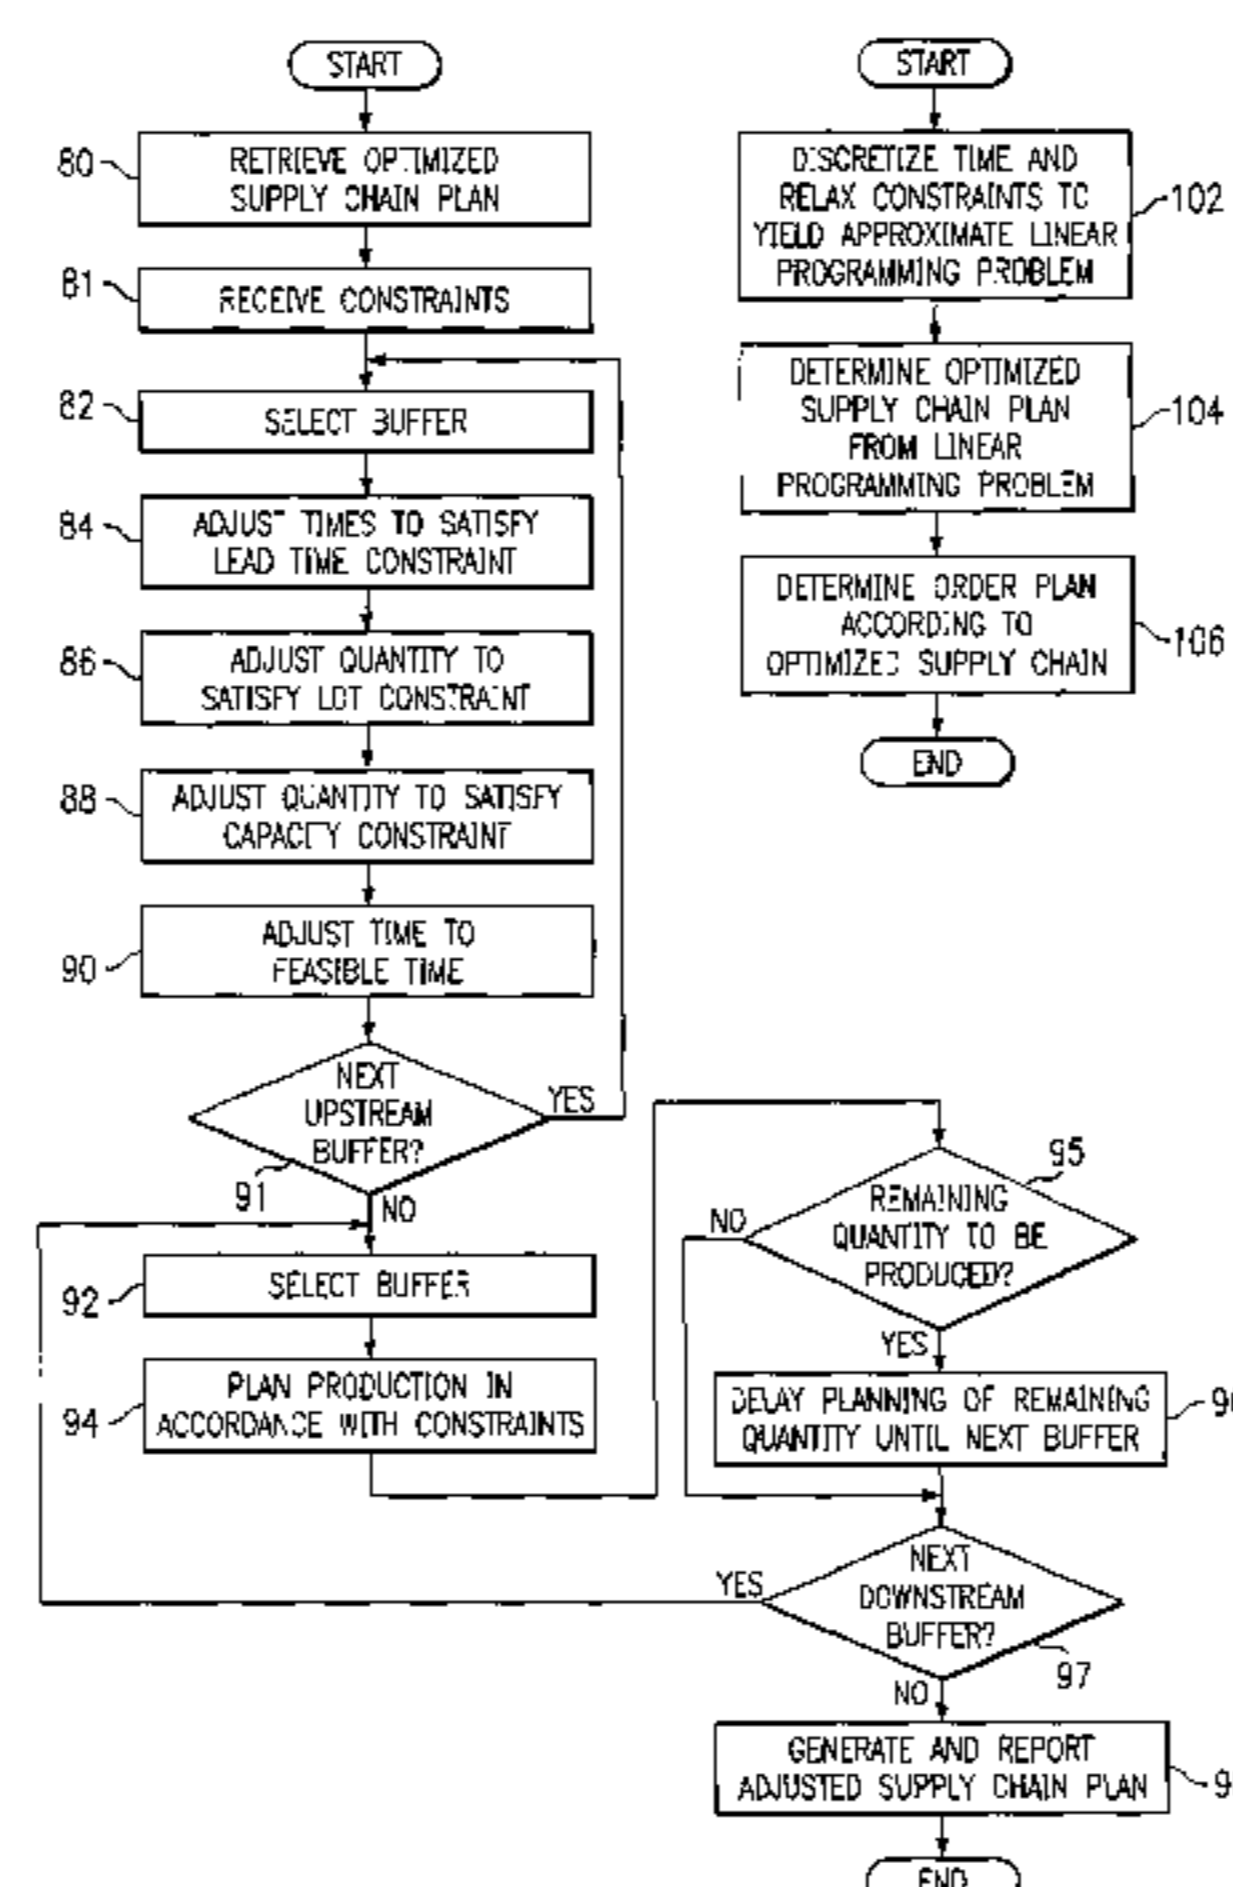 START
80
RETRIEVE OPTIMIZED
SUPPLY CHAIN PLAN
81
RECEIVE CONSTRAINTS
82
SELECT BUFFER
84
ADJUST TIMES TO SATISFY
LEAD TIME CONSTRAINT
86
ADJUST QUANTITY TO
SATISFY LOT CONSTRAINT
88
ADJUST QUANTITY TO SATISFY
CAPACITY CONSTRAINT
90
ADJUST TIME TO
FEASIBLE TIME
NEXT
UPSTREAM
BUFFER?
YES
91
NO
92
SELECT BUFFER
94
PLAN PRODUCTION IN
ACCORDANCE WITH CONSTRAINTS
95
REMAINING
QUANTITY TO BE
PRODUCED?
NO
YES
DELAY PLANNING OF REMAINING
QUANTITY UNTIL NEXT BUFFER
NEXT
DOWNSTREAM
BUFFER?
YES
97
NO
GENERATE AND REPORT
ADJUSTED SUPPLY CHAIN PLAN
END
START
DISCRETIZE TIME AND
RELAX CONSTRAINTS TO
YIELD APPROXIMATE LINEAR
PROGRAMMING PROBLEM
102
DETERMINE OPTIMIZED
SUPPLY CHAIN PLAN
FROM LINEAR
PROGRAMMING PROBLEM
104
DETERMINE ORDER PLAN
ACCORDING TO
OPTIMIZED SUPPLY CHAIN
106
END